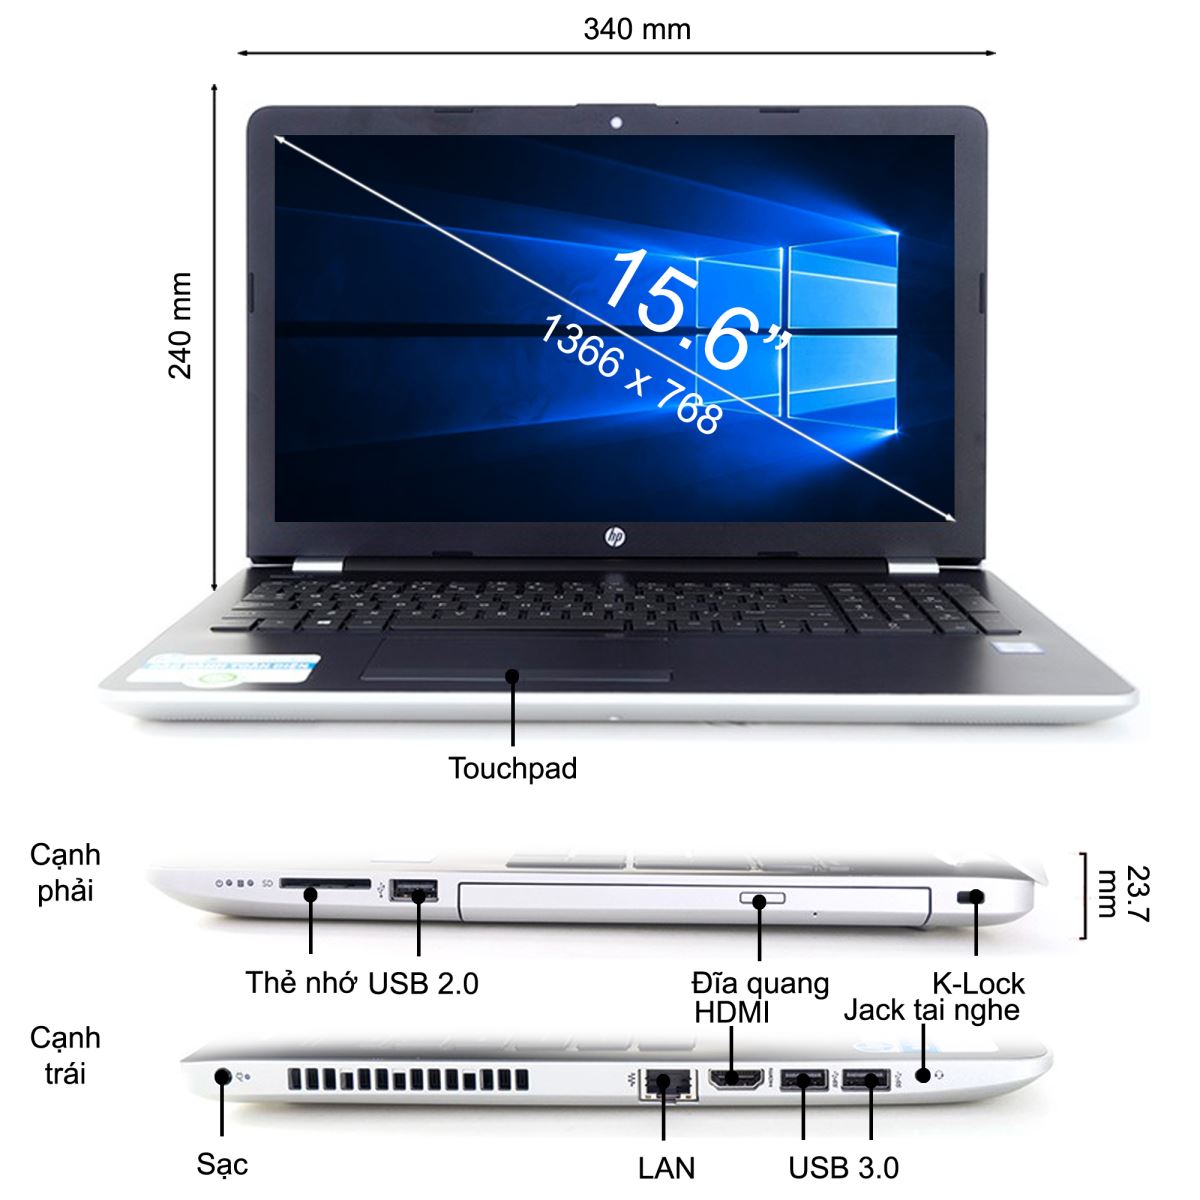 340 mm
240 mm
15.6”
1366 x 768
hp
Touchpad
Cạnh
phải
SD
23.7
mm
Thẻ nhớ USB 2.0
Đĩa quang
K-Lock
HDMI
Jack tai nghe
Cạnh
trái
Sạc
LAN
USB 3.0